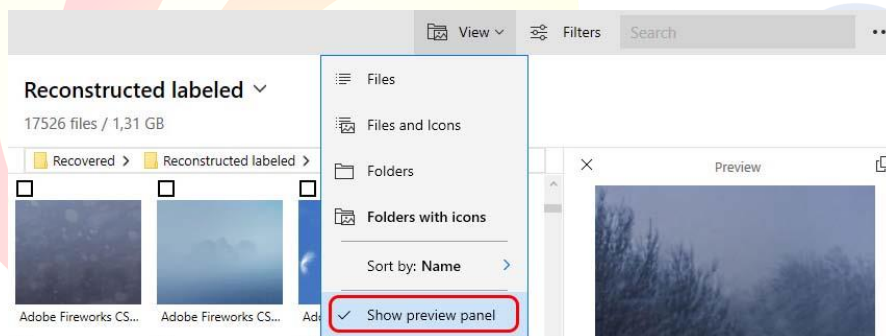 View
Filters
Search
Reconstructed labeled
17526 files / 1,31 GB
Recovered > Reconstructed labeled >
Files
Files and Icons
Folders
Folders with icons
Sort by: Name
Show preview panel
Preview
Adobe Fireworks CS...
Adobe Fireworks CS...